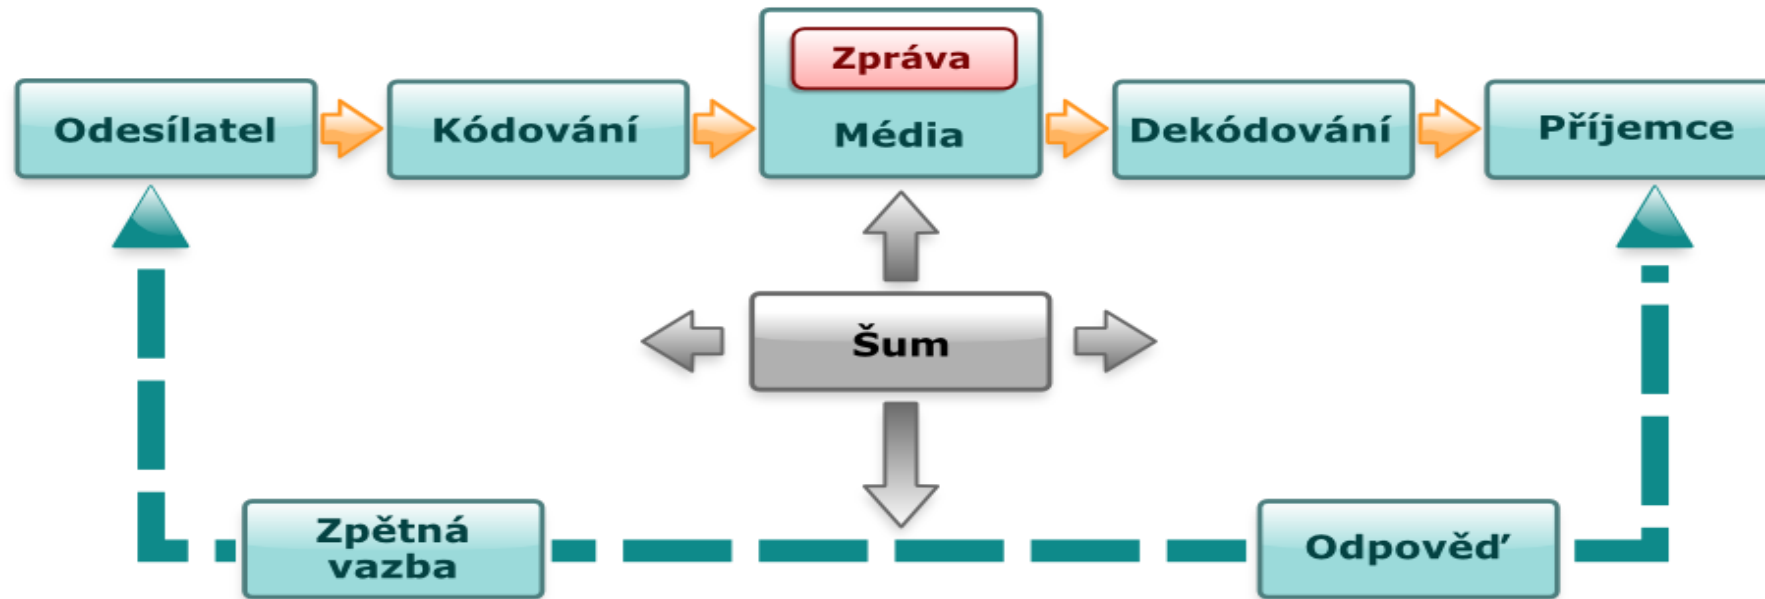 Zpráva
Odesílatel
Kódování
Média
Dekódování
Příjemce
Šum
Zpětná
vazba
Odpověď